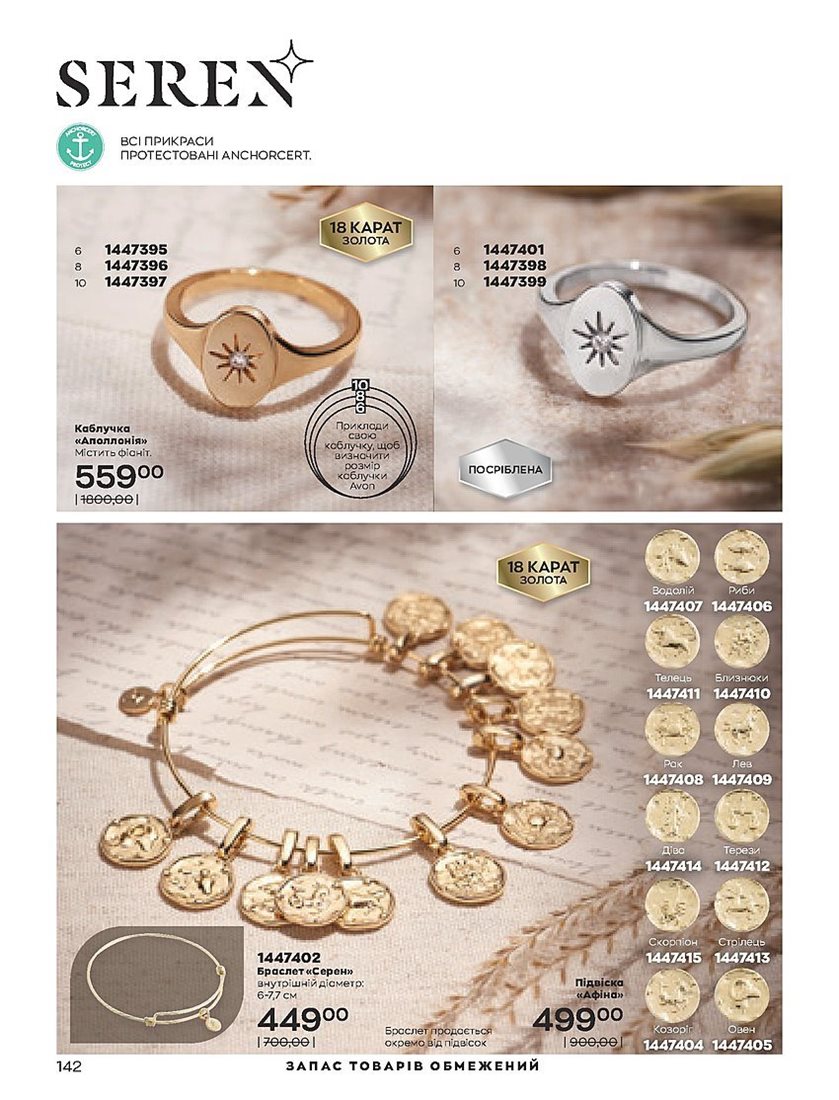 SEREN
ANCHORCERT
PROTECT
ВСІ ПРИКРАСИ
ПРОТЕСТОВАНІ ANCHORCERT.
18 КАРАТ
ЗОЛОТА
6 1447395
8 1447396
10 1447397
6 1447401
8 1447398
10 1447399
Каблучка
«Аполлонія»
Містить фіаніт.
559⁰⁰
|1800,00|
10
8
6
Приклади
свою
каблучку, щоб
визначити
розмір
каблучки
Avon
ПОСРІБЛЕНА
18 КАРАТ
ЗОЛОТА
Водолій Риби
1447407 1447406
Телець Близнюки
1447411 1447410
Рак Лев
1447408 1447409
Діва Терези
1447414 1447412
Скорпіон Стрілець
1447415 1447413
Козоріг Овен
1447404 1447405
1447402
Браслет «Серен»
внутрішній діаметр:
6-7,7 см
449⁰⁰
|700,00|
Браслет продається
окремо від підвісок
Підвіска
«Афіна»
499⁰⁰
|900,00|
142
ЗАПАС ТОВАРІВ ОБМЕЖЕНИЙ